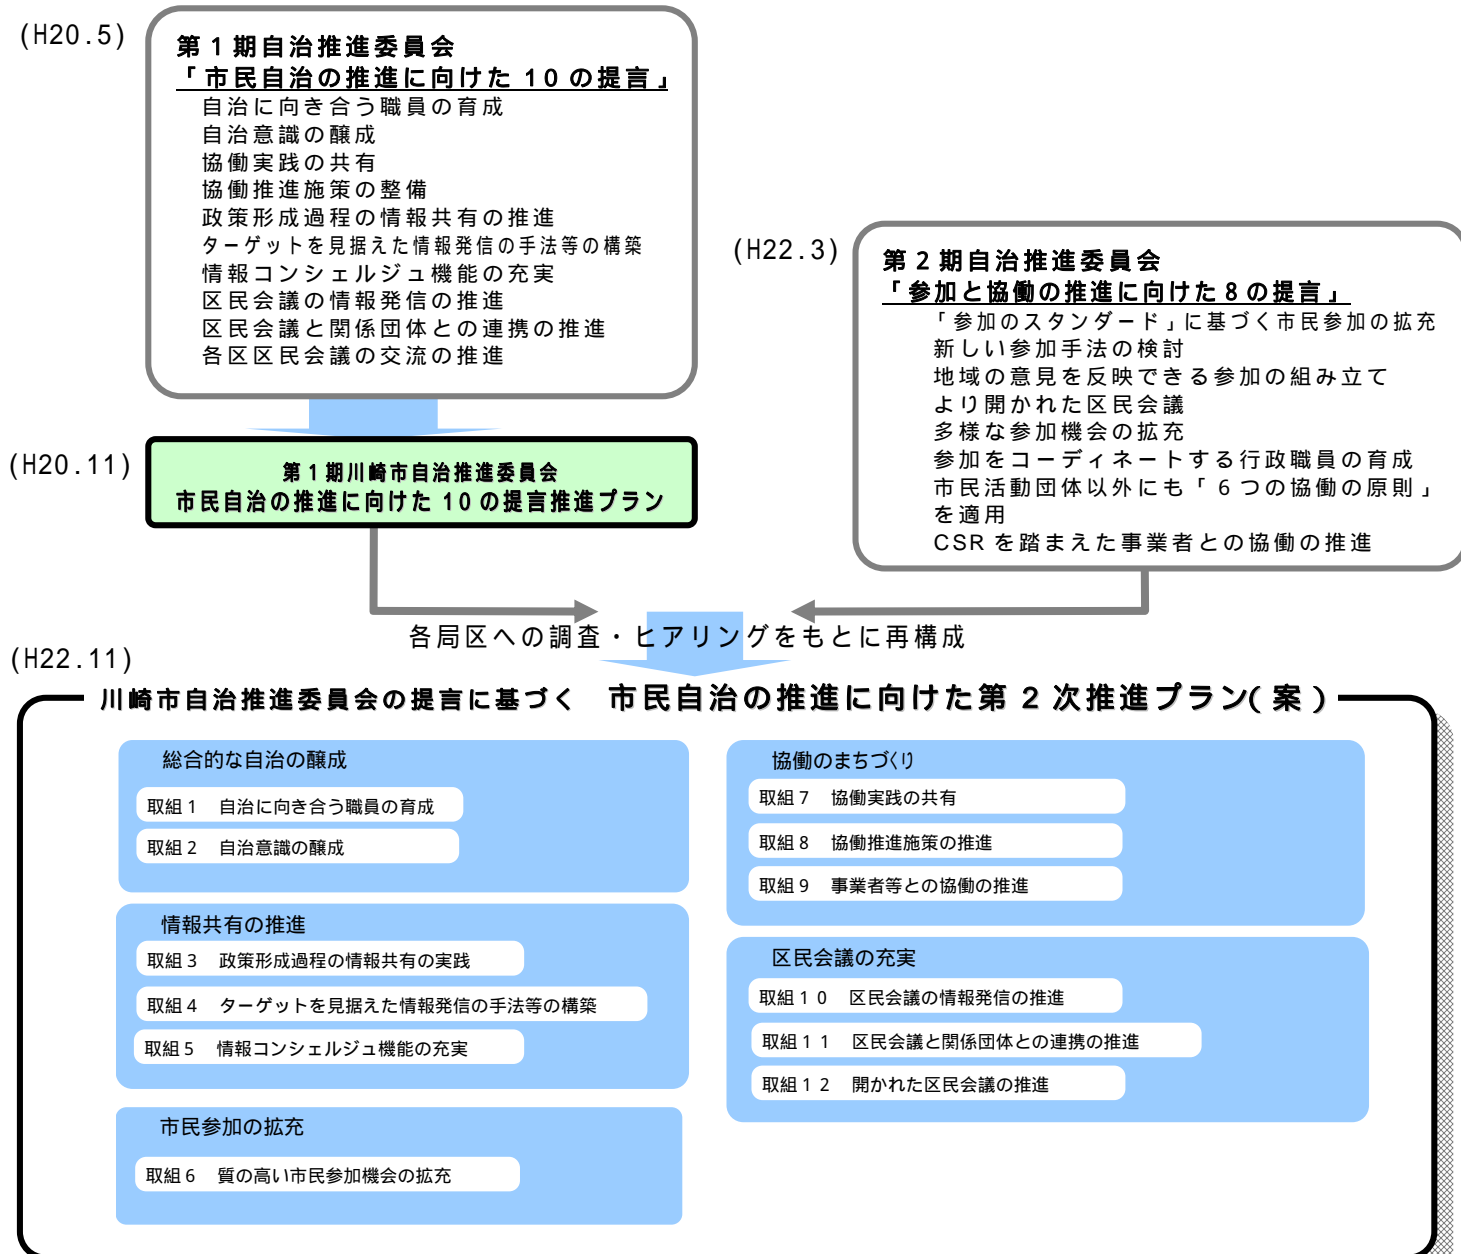 (H20.5)
第１期自治推進委員会
「市民自治の推進に向けた 10 の提言」
自治に向き合う職員の育成
自治意識の醸成
協働実践の共有
協働推進施策の整備
政策形成過程の情報共有の推進
ターゲットを見据えた情報発信の手法等の構築
情報コンシェルジュ機能の充実
区民会議の情報発信の推進
区民会議と関係団体との連携の推進
各区区民会議の交流の推進
(H22.3)
第２期自治推進委員会
「参加と協働の推進に向けた８の提言」
「参加のスタンダード」に基づく市民参加の拡充
新しい参加手法の検討
地域の意見を反映できる参加の組み立て
より開かれた区民会議
多様な参加機会の拡充
参加をコーディネートする行政職員の育成
市民活動団体以外にも「６つの協働の原則」
を適用
CSR を踏まえた事業者との協働の推進
(H20.11)
第１期川崎市自治推進委員会
市民自治の推進に向けた 10 の提言推進プラン
各局区への調査・ヒアリングをもとに再構成
(H22.11)
川崎市自治推進委員会の提言に基づく　市民自治の推進に向けた第２次推進プラン(案)
総合的な自治の醸成
取組１　自治に向き合う職員の育成
取組２　自治意識の醸成
情報共有の推進
取組３　政策形成過程の情報共有の実践
取組４　ターゲットを見据えた情報発信の手法等の構築
取組５　情報コンシェルジュ機能の充実
市民参加の拡充
取組６　質の高い市民参加機会の拡充
協働のまちづくり
取組７　協働実践の共有
取組８　協働推進施策の推進
取組９　事業者等との協働の推進
区民会議の充実
取組１０　区民会議の情報発信の推進
取組１１　区民会議と関係団体との連携の推進
取組１２　開かれた区民会議の推進